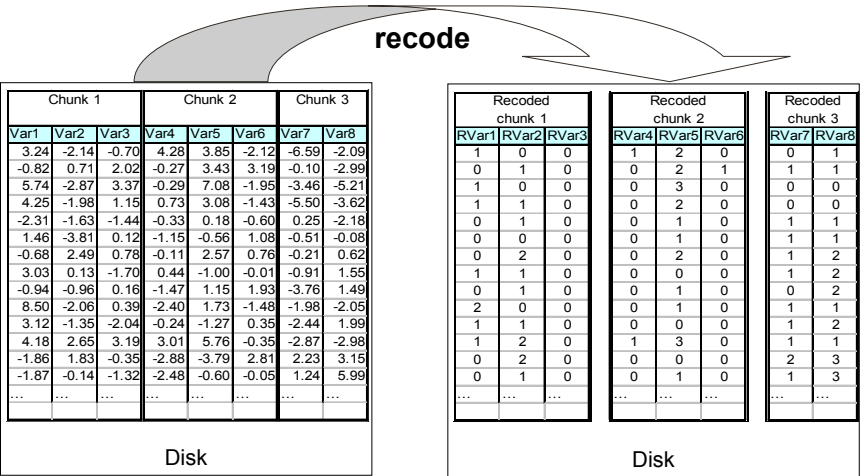 recode
Chunk 1 Chunk 2 Chunk 3
Var1 Var2 Var3 Var4 Var5 Var6 Var7 Var8
3.24 -2.14 -0.70 4.28 3.85 -2.12 -6.59 -2.09
-0.82 0.71 2.02 -0.27 3.43 3.19 -0.10 -2.99
5.74 -2.87 3.37 -0.29 7.08 -1.95 -3.46 -5.21
4.25 -1.98 1.15 0.73 3.08 -1.43 -5.50 -3.62
-2.31 -1.63 -1.44 -0.33 0.18 -0.60 0.25 -2.18
1.46 -3.81 0.12 -1.15 -0.56 1.08 -0.51 -0.08
-0.68 2.49 0.78 -0.11 2.57 0.76 -0.21 0.62
3.03 0.13 -1.70 0.44 -1.00 -0.01 -0.91 1.55
-0.94 -0.96 0.16 -1.47 1.15 1.93 -3.76 1.49
8.50 -2.06 0.39 -2.40 1.73 -1.48 -1.98 -2.05
3.12 -1.35 -2.04 -0.24 -1.27 0.35 -2.44 1.99
4.18 2.65 3.19 3.01 5.76 -0.35 -2.87 -2.98
-1.86 1.83 -0.35 -2.88 -3.79 2.81 2.23 3.15
-1.87 -0.14 -1.32 -2.48 -0.60 -0.05 1.24 5.99
... ... ... ... ... ... ... ...
Disk
Recoded Recoded Recoded
chunk 1 chunk 2 chunk 3
RVar1 RVar2 RVar3 RVar4 RVar5 RVar6 RVar7 RVar8
1 0 0 1 2 0 0 1
0 1 0 0 2 1 1 1
1 0 0 0 3 0 0 0
1 1 0 0 2 0 0 0
0 1 0 0 1 0 1 1
0 0 0 0 1 0 1 1
0 2 0 0 2 0 1 2
1 1 0 0 0 0 1 2
0 1 0 0 1 0 0 2
2 0 0 0 1 0 1 1
1 1 0 0 0 0 1 2
1 2 0 1 3 0 1 1
0 2 0 0 0 0 2 3
0 1 0 0 1 0 1 3
... ... ... ... ... ... ... ...
Disk